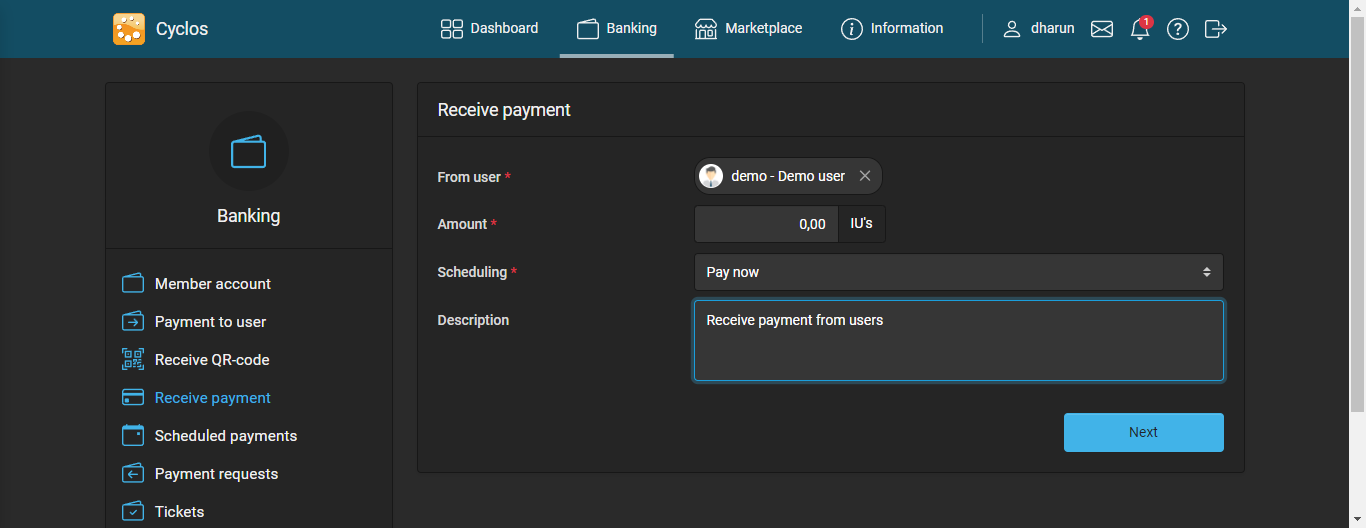 Cyclos
Dashboard
Banking
Marketplace
Information
dharun
1
Banking
Member account
Payment to user
Receive QR-code
Receive payment
Scheduled payments
Payment requests
Tickets
Receive payment
From user *
demo - Demo user
Amount *
0,00
IU's
Scheduling *
Pay now
Description
Receive payment from users
Next